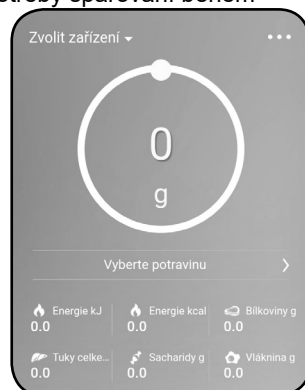 Zvolit zařízení
0
g
Vyberte potravinu
Energie kJ Energie kcal Bílkoviny g
0.0 0.0 0.0
Tuky celke... Sacharidy g Vláknina g
0.0 0.0 0.0